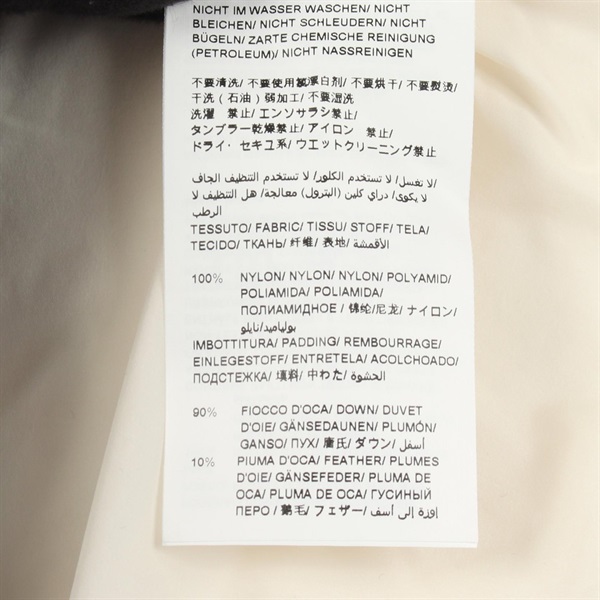 NICHT IM WASSER WASCHEN/ NICHT
BLEICHEN/ NICHT SCHLEUDERN/ NICHT
BÜGELN/ ZARTE CHEMISCHE REINIGUNG
(PETROLEUM)/ NICHT NASSREINIGEN
不要清洗/ 不要使用氯漂白剂/ 不要烘干/ 不要熨烫/
干洗（石油）弱加工/ 不要湿洗
洗濯 禁止/ エンソサラシ 禁止/
タンブラー乾燥禁止/ アイロン 禁止/
ドライ・セキユ系/ ウエットクリーニング禁止/
/لا تغسل/ لا تستخدم الكلور/ لا تستخدم التنظيف الجاف
لا يكوى/ دراي كلين (البترول) معالجة/ هل التنظيف لا
الرطب
TESSUTO/ FABRIC/ TISSU/ STOFF/ TELA/
TECIDO/ ТКАНЬ/ 纤维/ 表地/ الأقمشة/
100% NYLON/ NYLON/ NYLON/ POLYAMID/
POLIAMIDA/ POLIAMIDA/
ПОЛИАМИДНОЕ / 锦纶/尼龙/ ナイロン/
بولياميد/نايلو
IMBOTTITURA/ PADDING/ REMBOURRAGE/
EINLEGESTOFF/ ENTRETELA/ ACOLCHOADO/
ПОДСТЕЖКА/ 填料/ 中わた/ الحشوة/
90% FIOCCO D'OCA/ DOWN/ DUVET
D'OIE/ GÄNSEDAUNEN/ PLUMÓN/
GANSO/ ПУХ/ 唐氏/ ダウン/ أسفل/
10% PIUMA D'OCA/ FEATHER/ PLUMES
D'OIE/ GÄNSEFEDER/ PLUMA DE
OCA/ PLUMA DE OCA/ ГУСИНЫЙ
ПЕРО / 鹅毛/ フェザー/ إوزة إلى أسف/